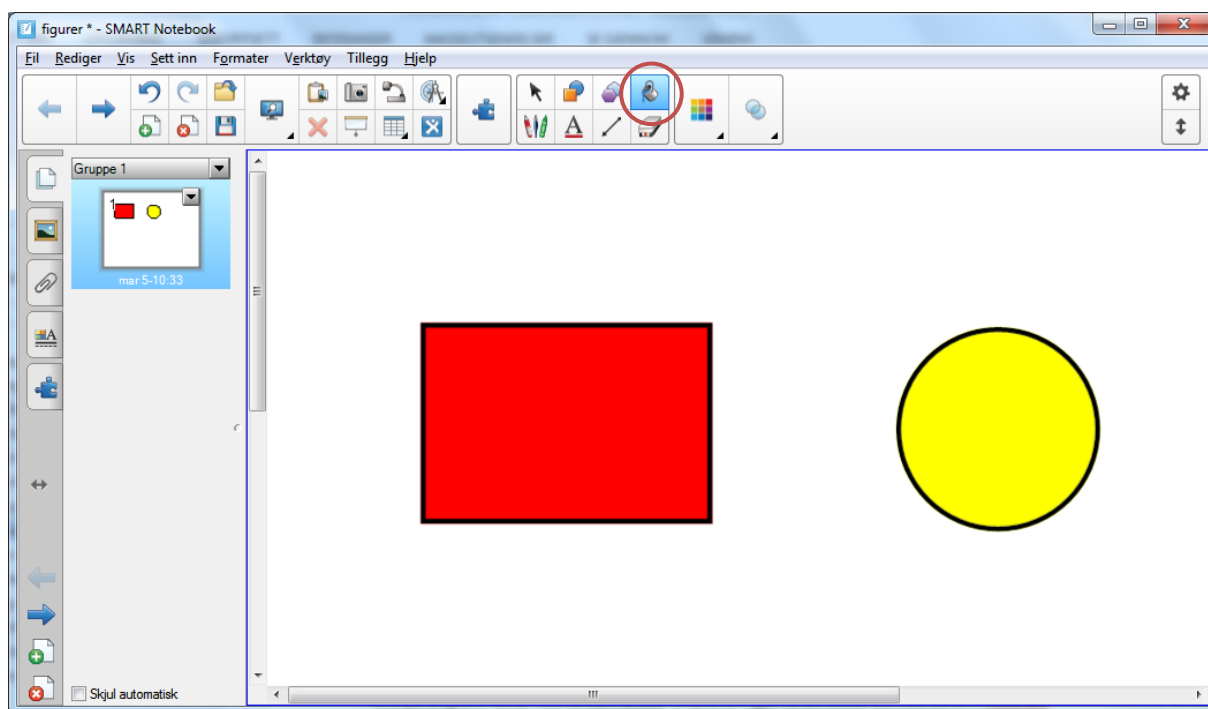 figurer * - SMART Notebook
Fil Rediger Vis Sett inn Formater Verktøy Tillegg Hjelp
Gruppe 1
1
mar 5-10:33
Skjul automatisk